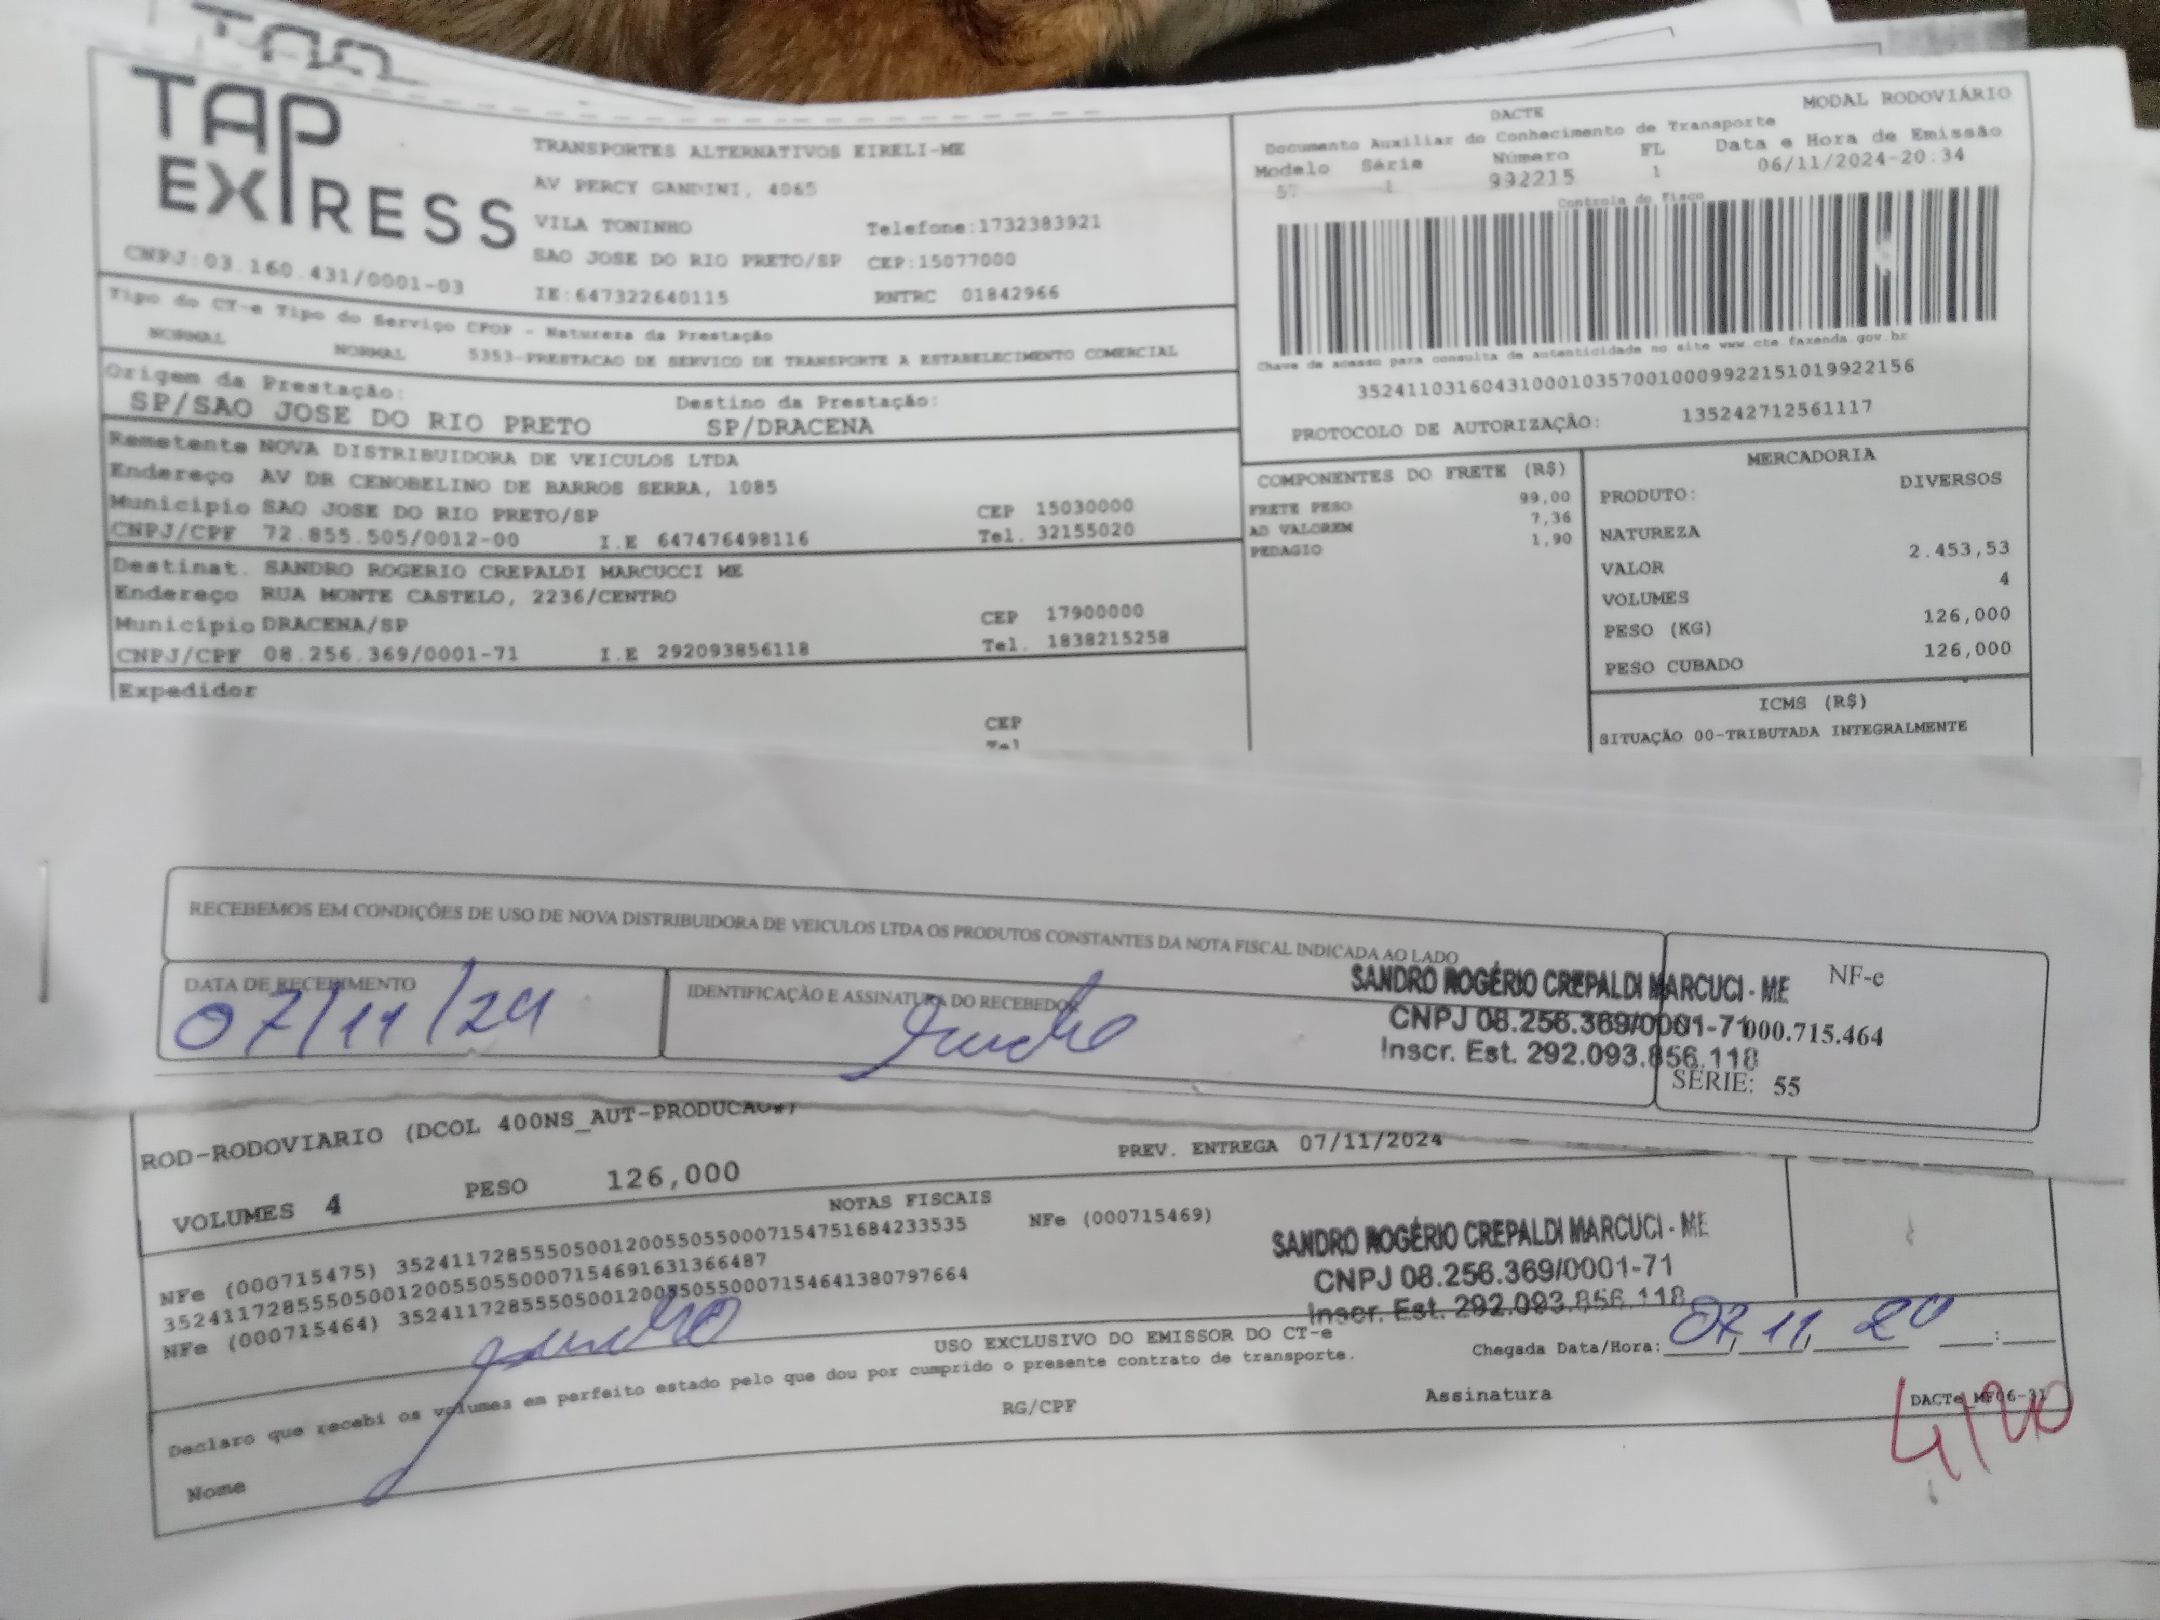 TAP
EXPRESS
CNPJ:03.160.431/0001-03
TRANSPORTES ALTERNATIVOS EIRELI-ME
AV PERCY GANDINI, 4065
VILA TONINHO Telefone:1732383921
SAO JOSE DO RIO PRETO/SP CEP:15077000
IE:647322640115 RNTRC 01842966
DACTE MODAL RODOVIÁRIO
Documento Auxiliar do Conhecimento de Transporte
Modelo Série Número FL Data e Hora de Emissão
57 1 992215 1 06/11/2024-20:34
Controle do Fisco
Chave de acesso para consulta de autenticidade no site www.cte.fazenda.gov.br
35241103160431000103570010009922151019922156
PROTOCOLO DE AUTORIZAÇÃO: 135242712561117
Tipo do CT-e Tipo do Serviço CFOP - Natureza da Prestação
NORMAL NORMAL 5353-PRESTACAO DE SERVICO DE TRANSPORTE A ESTABELECIMENTO COMERCIAL
Origem da Prestação: Destino da Prestação:
SP/SAO JOSE DO RIO PRETO SP/DRACENA
Remetente NOVA DISTRIBUIDORA DE VEICULOS LTDA
Endereço AV DR CENOBELINO DE BARROS SERRA, 1085
Município SAO JOSE DO RIO PRETO/SP CEP 15030000
CNPJ/CPF 72.855.505/0012-00 I.E 647476498116 Tel. 32155020
Destinat. SANDRO ROGERIO CREPALDI MARCUCCI ME
Endereço RUA MONTE CASTELO, 2236/CENTRO
Município DRACENA/SP CEP 17900000
CNPJ/CPF 08.256.369/0001-71 I.E 292093856118 Tel. 1838215258
Expedidor
CEP
Tel
COMPONENTES DO FRETE (R$)
FRETE PESO 99,00
AD VALOREM 7,36
PEDAGIO 1,90
MERCADORIA
PRODUTO: DIVERSOS
NATUREZA
VALOR 2.453,53
VOLUMES 4
PESO (KG) 126,000
PESO CUBADO 126,000
ICMS (R$)
SITUAÇÃO 00-TRIBUTADA INTEGRALMENTE
RECEBEMOS EM CONDIÇÕES DE USO DE NOVA DISTRIBUIDORA DE VEICULOS LTDA OS PRODUTOS CONSTANTES DA NOTA FISCAL INDICADA AO LADO
DATA DE RECEBIMENTO
07/11/24
IDENTIFICAÇÃO E ASSINATURA DO RECEBEDOR
SANDRO ROGÉRIO CREPALDI MARCUCI - ME
CNPJ 08.256.369/0001-71
Inscr. Est. 292.093.856.118
NF-e
000.715.464
SÉRIE: 55
ROD-RODOVIARIO (DCOL 400NS_AUT-PRODUCAO#)
PREV. ENTREGA 07/11/2024
VOLUMES 4 PESO 126,000
NOTAS FISCAIS
NFe (000715475) 35241172855505001200550550007154751684233535 NFe (000715469)
35241172855505001200550550007154691631366487
NFe (000715464) 35241172855505001200550550007154641380797664
SANDRO ROGÉRIO CREPALDI MARCUCI - ME
CNPJ 08.256.369/0001-71
Inscr. Est. 292.093.856.118
USO EXCLUSIVO DO EMISSOR DO CT-e
Declaro que recebi os volumes em perfeito estado pelo que dou por cumprido o presente contrato de transporte.
Chegada Data/Hora: 07, 11, 20 :
Nome RG/CPF Assinatura
DACTe_MF06-31